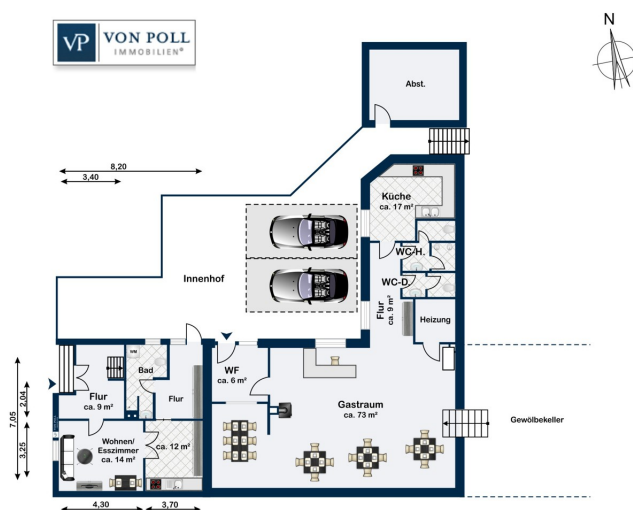 VP VON POLL
IMMOBILIEN®
N
Abst.
8,20
3,40
Küche
ca. 17 m²
WC-H.
Innenhof
WC-D.
Flur
ca. 9 m²
Heizung
WM
Bad
WF
ca. 6 m²
Flur
ca. 9 m²
Flur
Gastraum
ca. 73 m²
Gewölbekeller
7,05
2,04
3,25
Wohnen/
Esszimmer
ca. 14 m²
ca. 12 m²
4,30
3,70